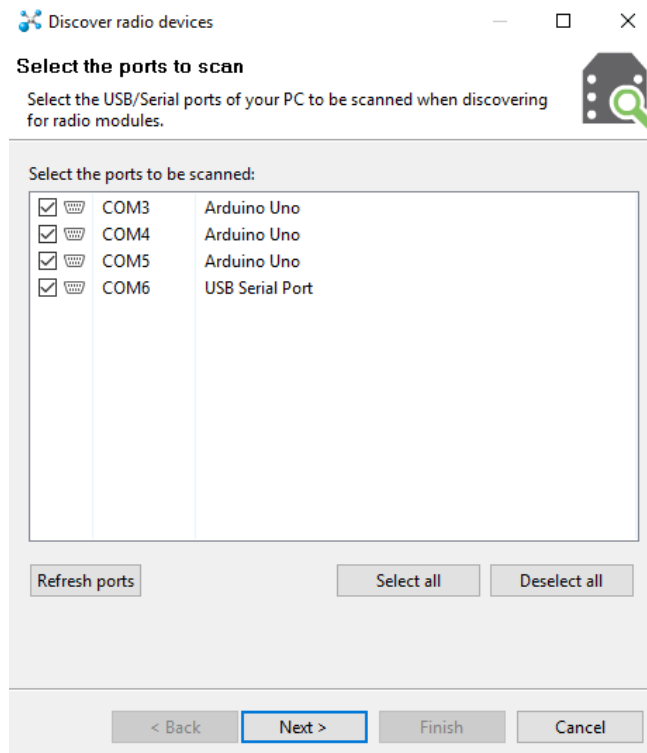 Discover radio devices
Select the ports to scan
Select the USB/Serial ports of your PC to be scanned when discovering
for radio modules.
Select the ports to be scanned:
COM3 Arduino Uno
COM4 Arduino Uno
COM5 Arduino Uno
COM6 USB Serial Port
Refresh ports Select all Deselect all
< Back Next > Finish Cancel